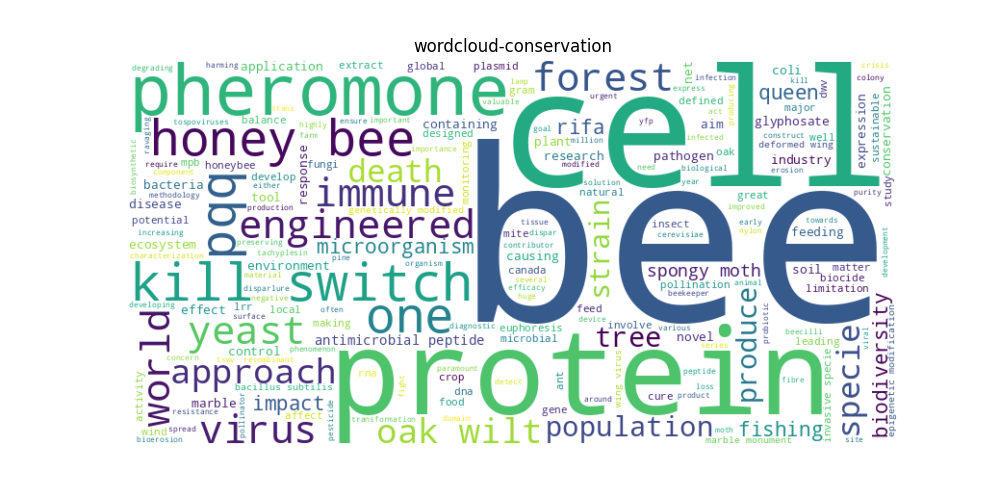 wordcloud-conservation
degrading
harming
application
extract
global
plasmid
lamp
gram
valuable
forest
net
infection
coli
kill
crisis
colony
pheromone
cell
urgent
express
defined
act
producing
queen
dwv
major
glyphosate
conservation
sustainable
expression
trans
tospoviruses
balance
ensure
important
containing
designed
highly
farm
importance
goal
million
rifa
yfp
aim
infected
plant
research
modified
pathogen
oak
construct
well
deformed wing
industry
erosion
ravaging
honey bee
biosynthetic
require
mpb
honeybee
component
methodology
bacteria
disease
fungi
response
death
monitoring
immune
genetically modified
develop
either
tool
production
natural
solution
need
biological
year
great
improved
nylon
purity
study
potential
increasing
ecosystem
characterization
pqq
engineered
preserving
tachyplesin
microorganism
pine
organism
environment
material
disparlure
negative
often
bee
strain
tissue
dispar
mite
contributor
causing
canada
several
efficacy
huge
insect
cerevisiae
early
towards
feeding
spongy moth
pollination
animal
beekeeper
soil
matter
biocide
limitation
development
kill switch
developing
effect
lrr
local
surface
making
one
diagnostic
euphoresis
microbial
feed
device
involve
various
tree
novel
series
produce
probiotic
beecilli
leading
viral
specie
biodiversity
epigenetic modification
world
yeast
antimicrobial peptide
control
phenomenon
concern
tswv
recombinant
approach
bacillus subtilis
rna
fight
paramount
crop
detect
dna
food
protein
ant
wing virus
around
cure
peptide
loss
product
fibre
invasive specie
activity
marble
resistance
impact
affect
pollinator
pesticide
wind
spread
bioerosion
virus
transformation
domain
oak wilt
gene
population
moth
marble monument
fishing
site